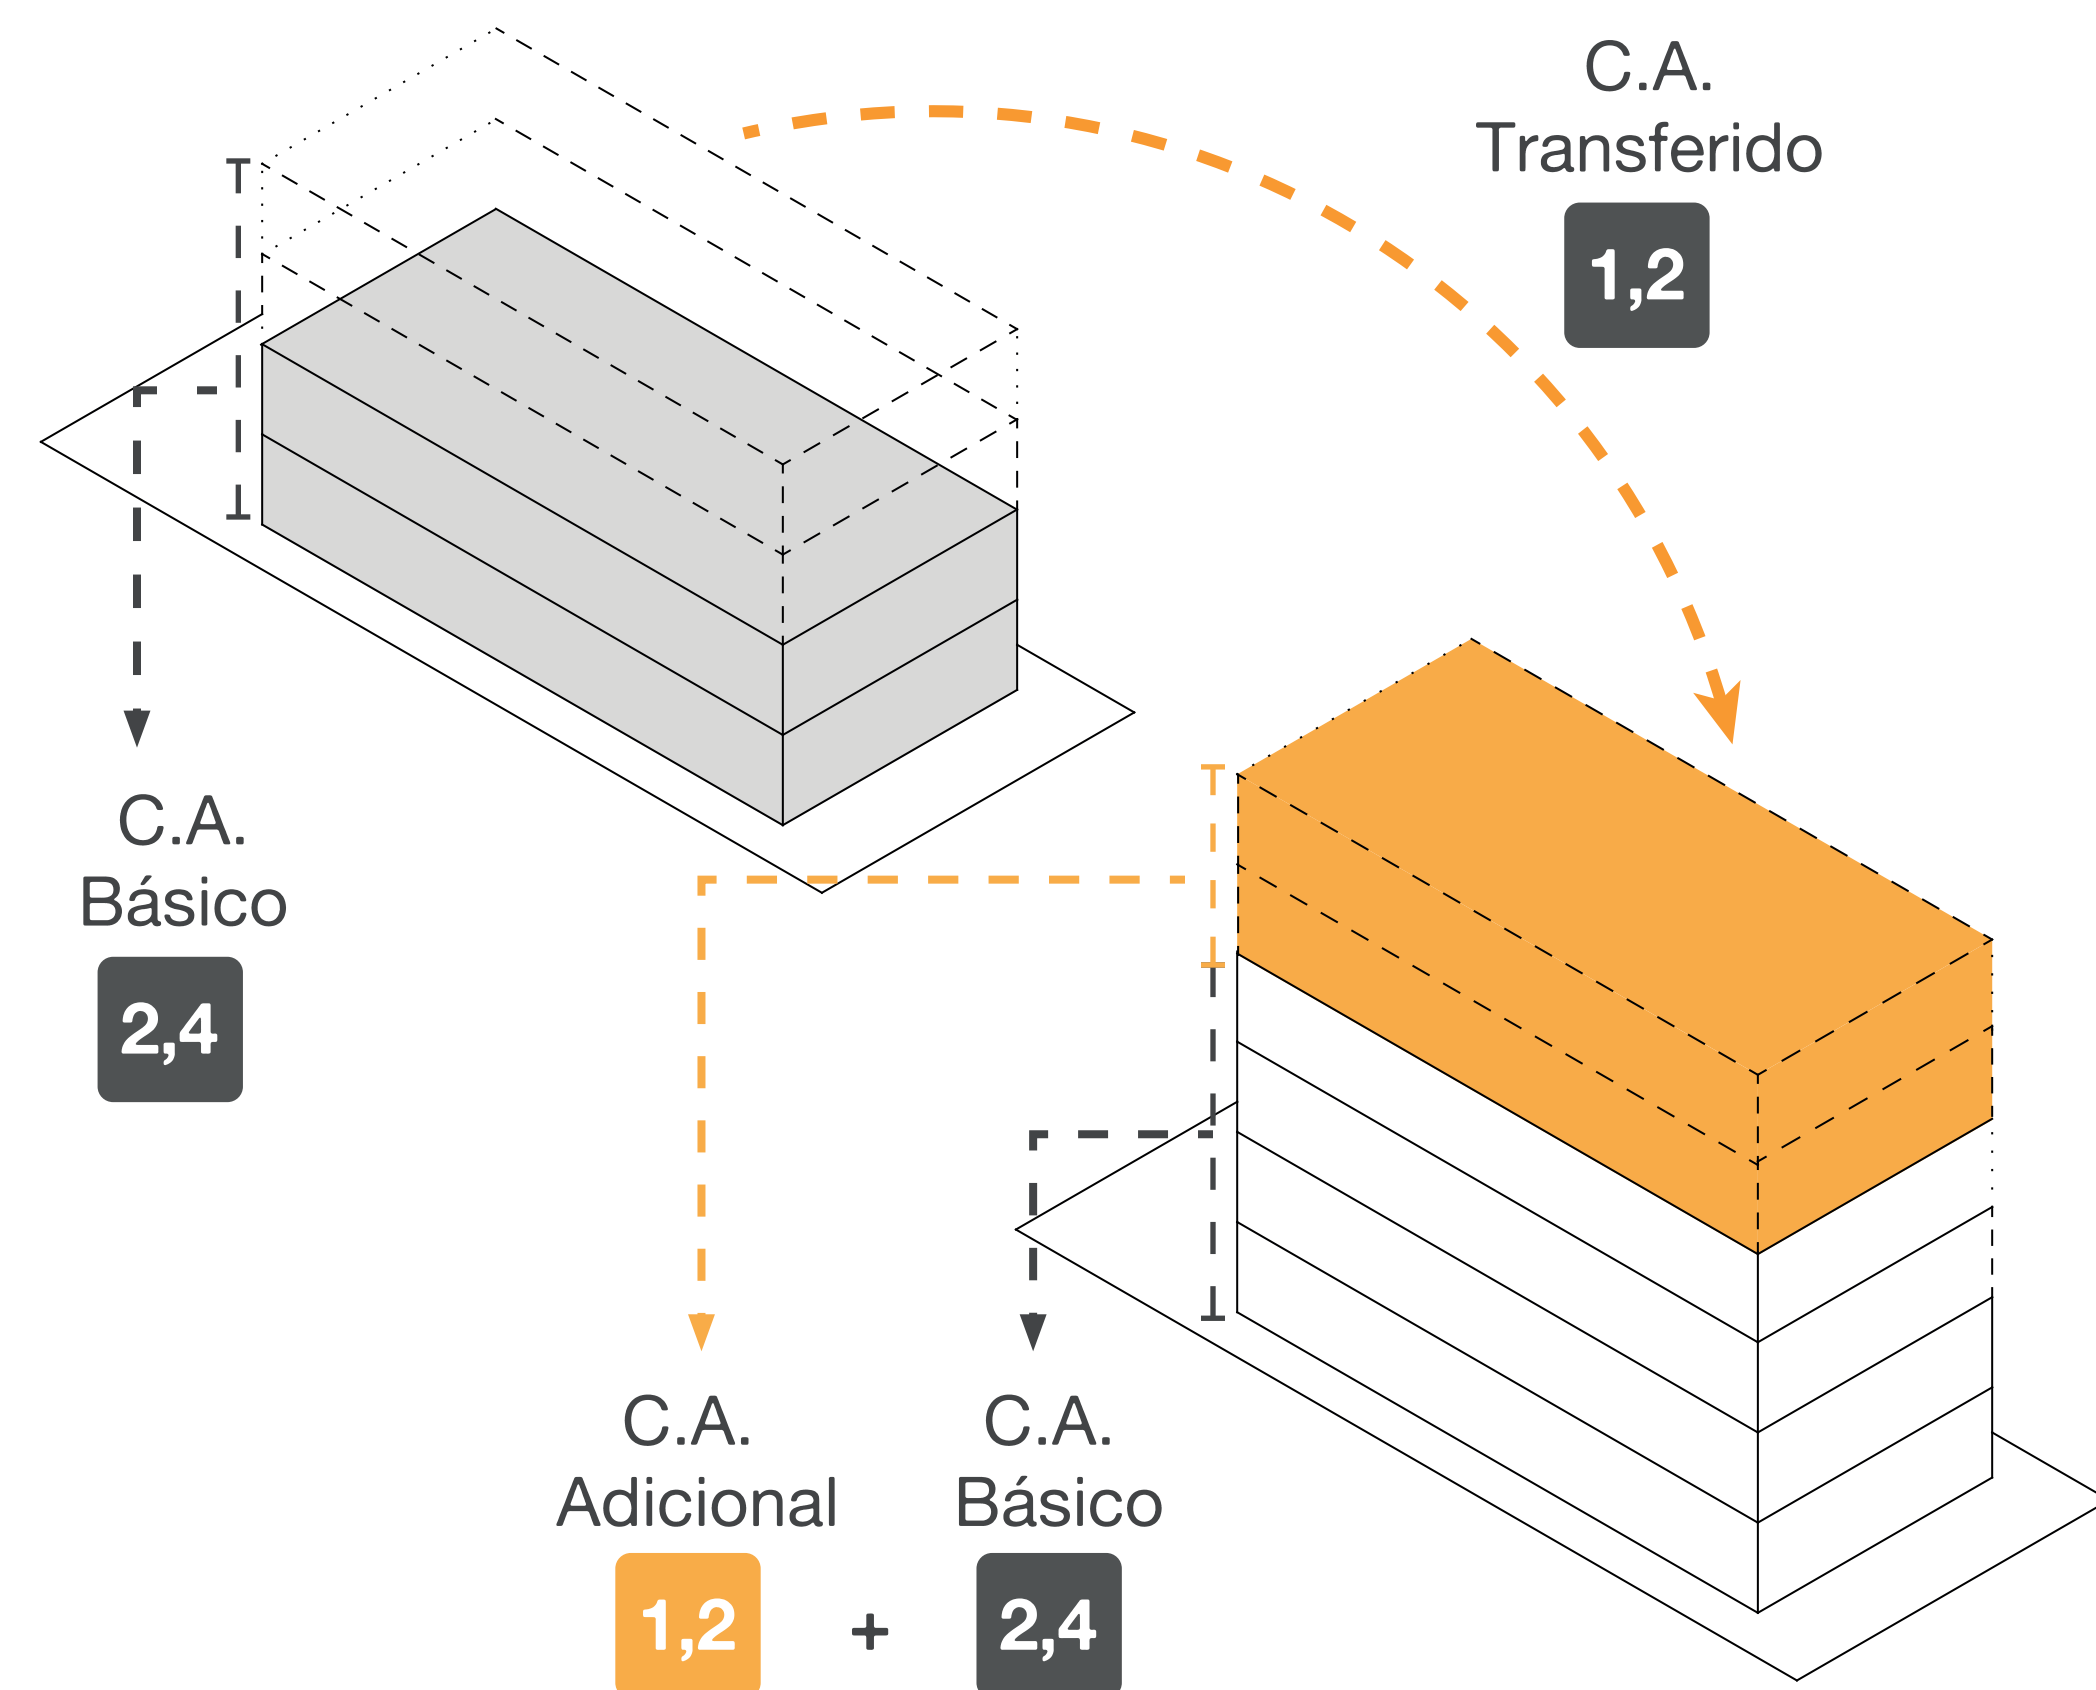 C.A.
Transferido
1,2
C.A.
Básico
2,4
C.A.
Adicional
1,2
+
C.A.
Básico
2,4